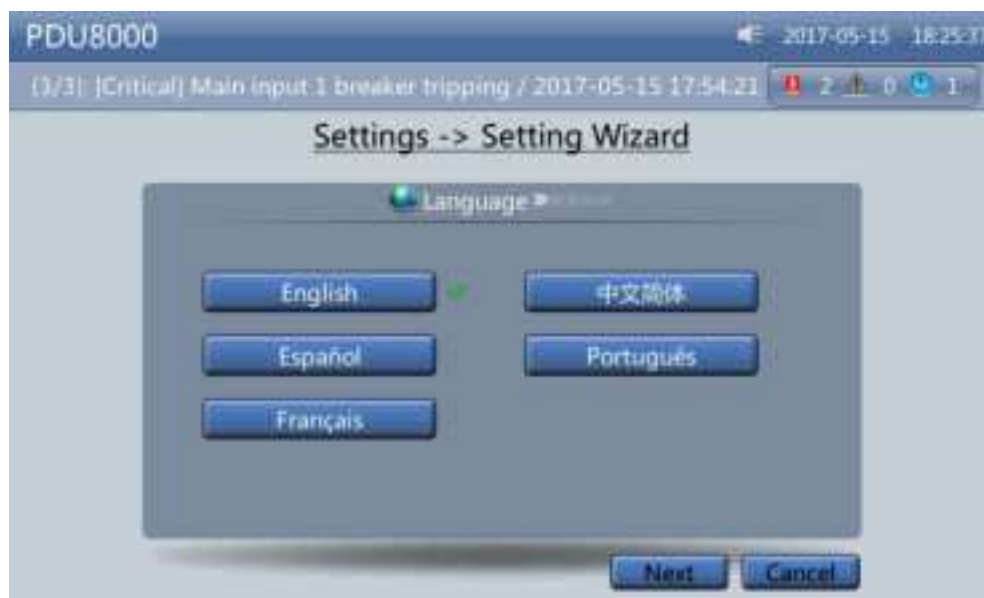 PDU8000 2017-05-15 18:25:37
(3/3): [Critical] Main input 1 breaker tripping / 2017-05-15 17:54:21 2 0 1
Settings -> Setting Wizard
Language »
English 中文简体
Español Português
Français
Next Cancel